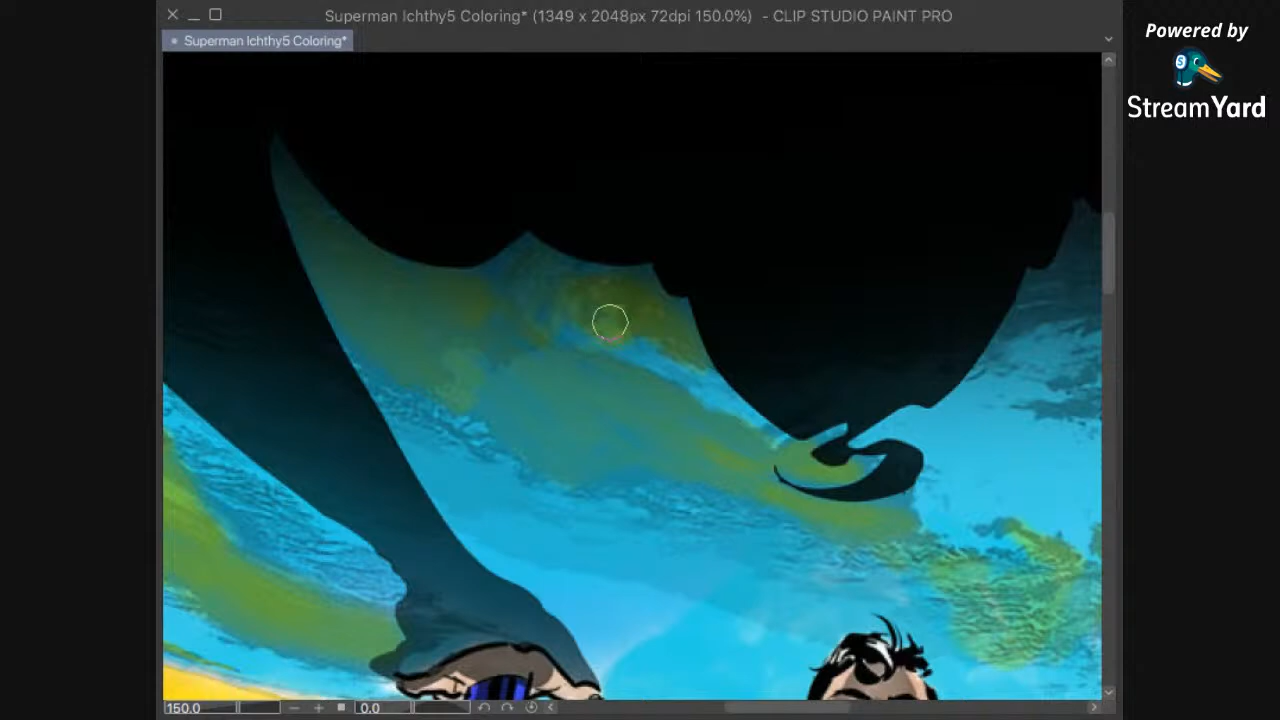 Superman Ichthy5 Coloring* (1349 x 2048px 72dpi 150.0%) - CLIP STUDIO PAINT PRO
Superman Ichthy5 Coloring*
Powered by
S
StreamYard
150.0
0.0